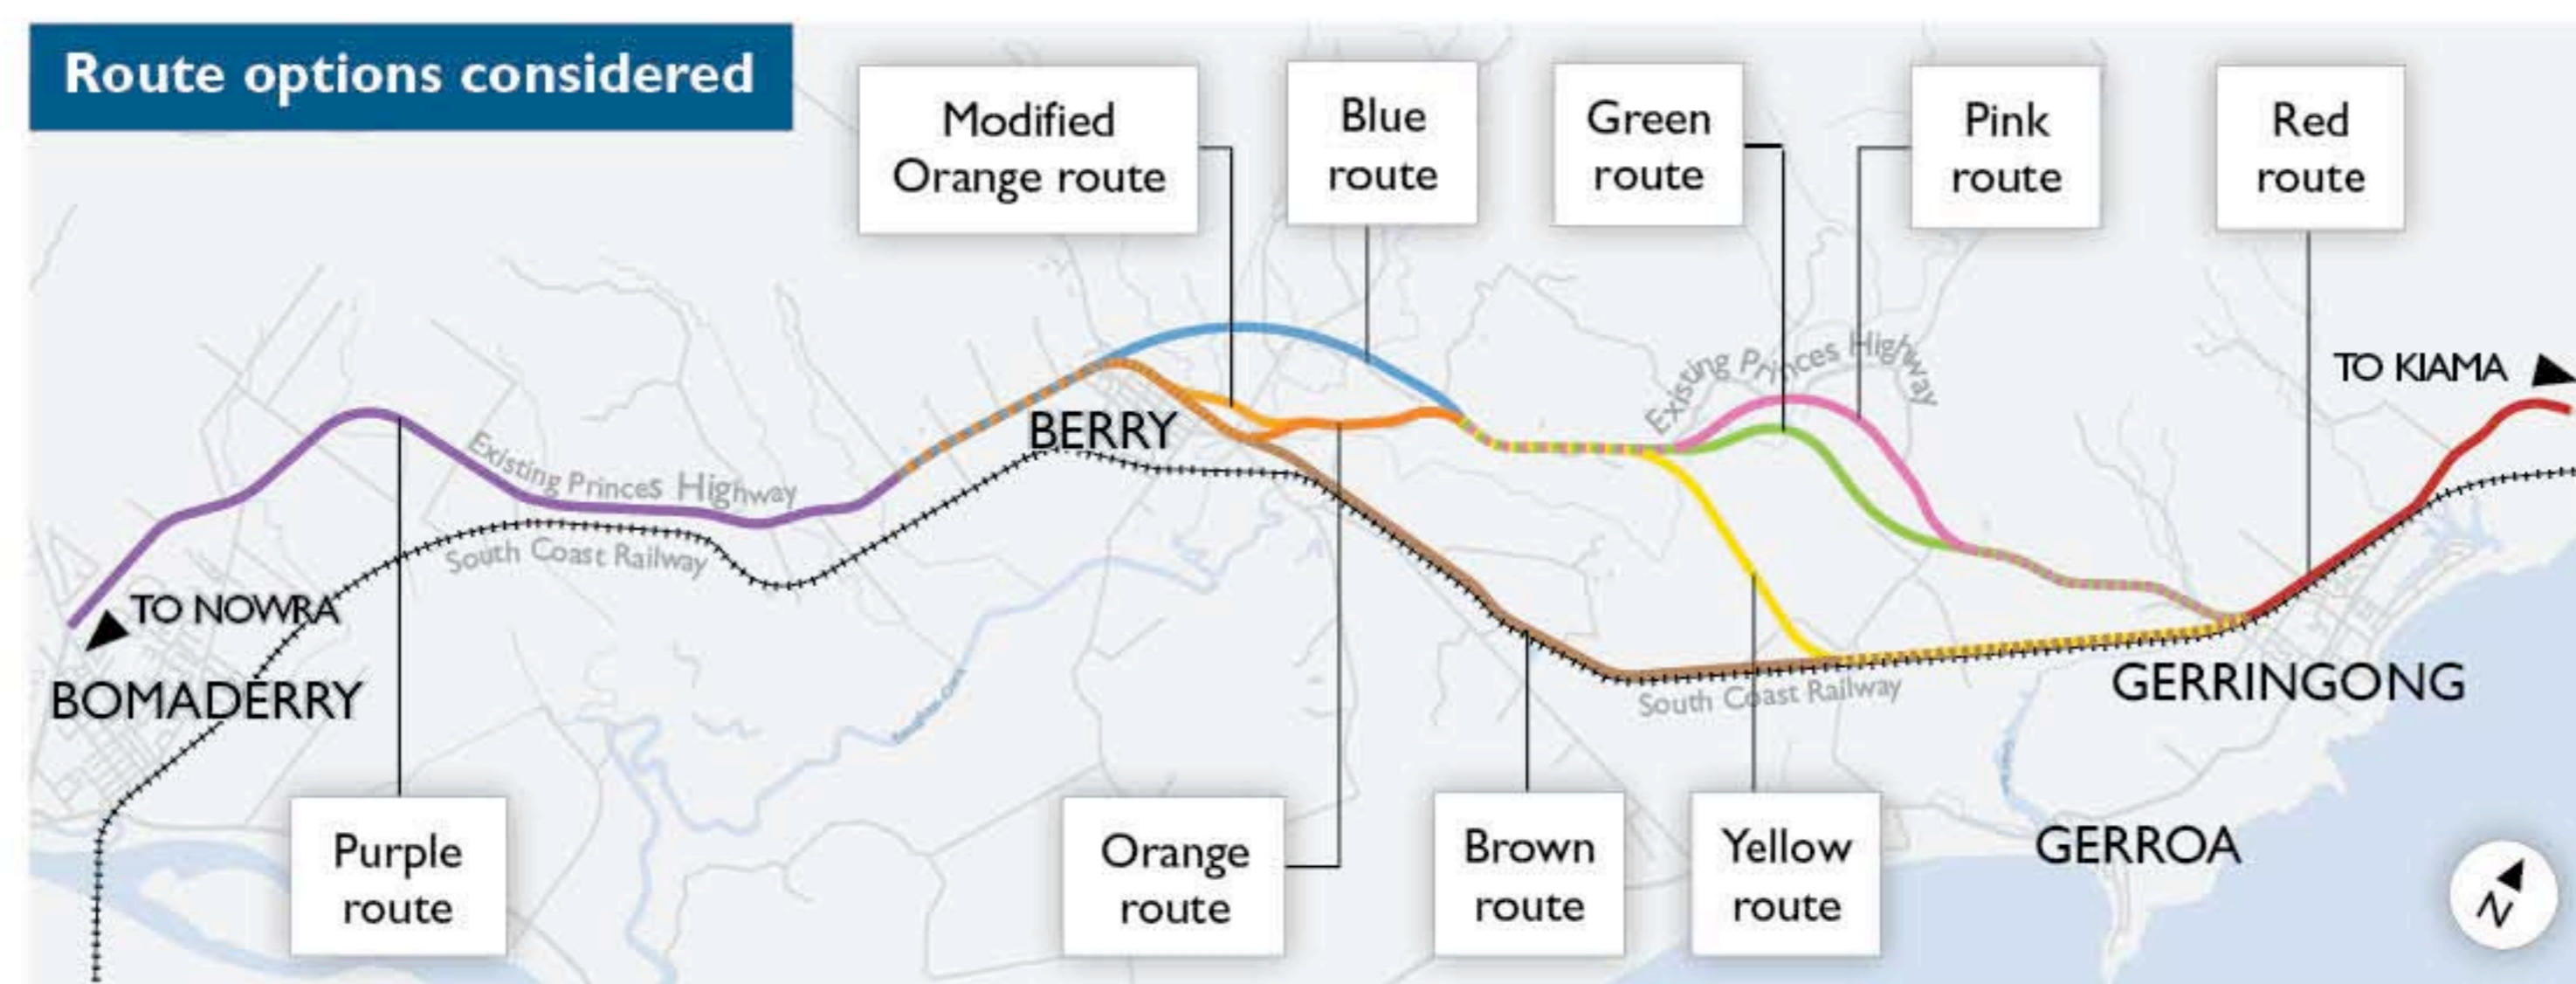 Route options considered
Modified
Orange route
Blue
route
Green
route
Pink
route
Red
route
Existing Princes Highway
TO KIAMA
BERRY
Existing Princes Highway
South Coast Railway
TO NOWRA
BOMADERRY
South Coast Railway
GERRINGONG
Purple
route
Orange
route
Brown
route
Yellow
route
GERROA
N